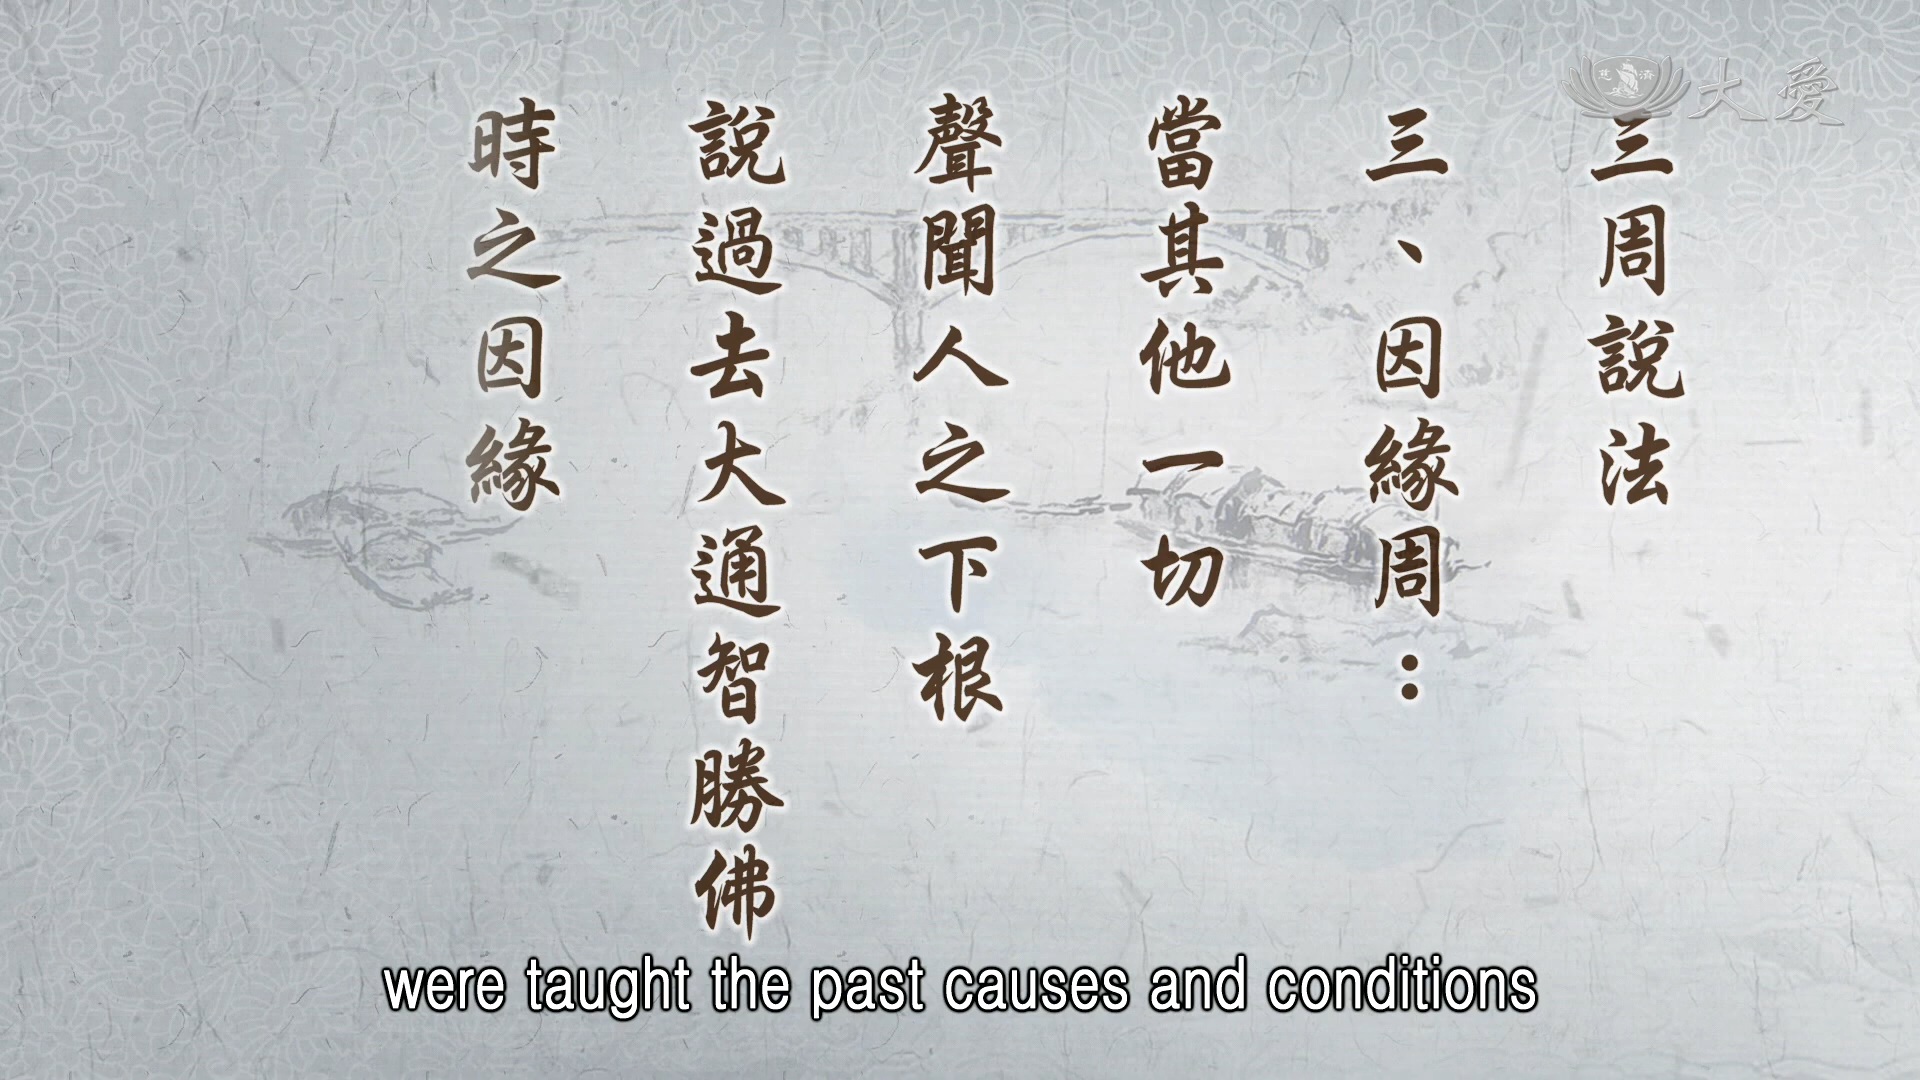 大愛
慈濟
三周說法
三、因緣周：
當其他一切
聲聞人之下根
說過去大通智勝佛
時之因緣
were taught the past causes and conditions